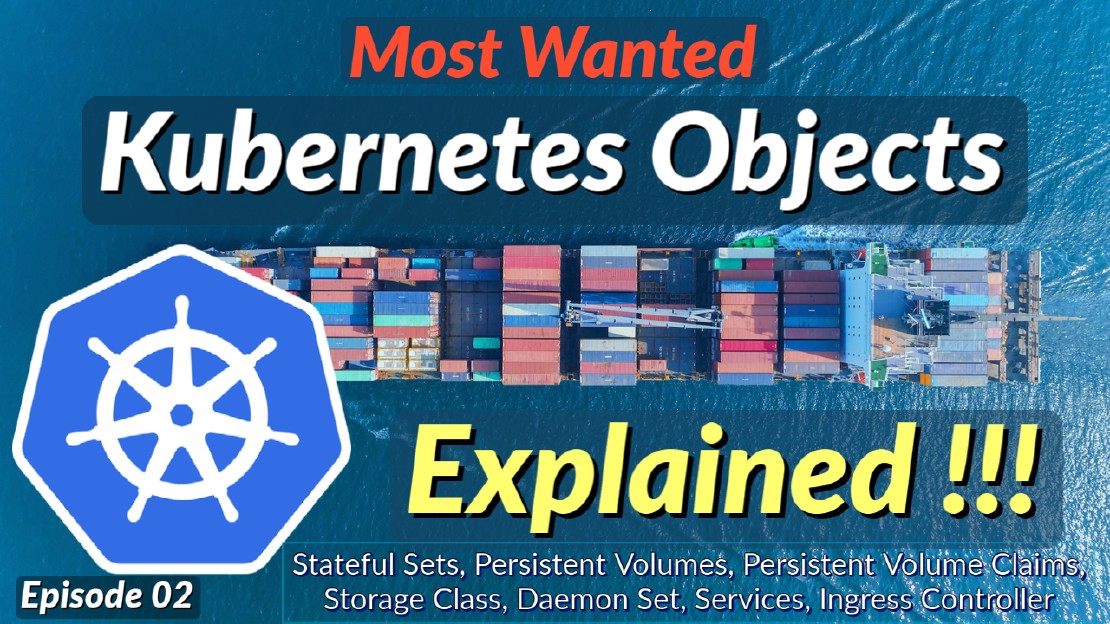 Most Wanted
Kubernetes Objects
Explained !!!
Stateful Sets, Persistent Volumes, Persistent Volume Claims,
Storage Class, Daemon Set, Services, Ingress Controller
Episode 02